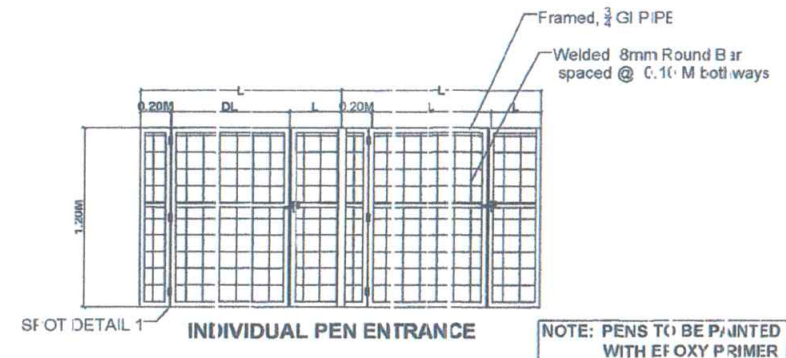 Framed, 3/4 GI PIPE
Welded 8mm Round Bar
spaced @ 0.10 M both ways
L L
0.20M DL L 0.20M L L
1.20M
SPOT DETAIL 1
INDIVIDUAL PEN ENTRANCE
NOTE: PENS TO BE PAINTED
WITH EPOXY PRIMER